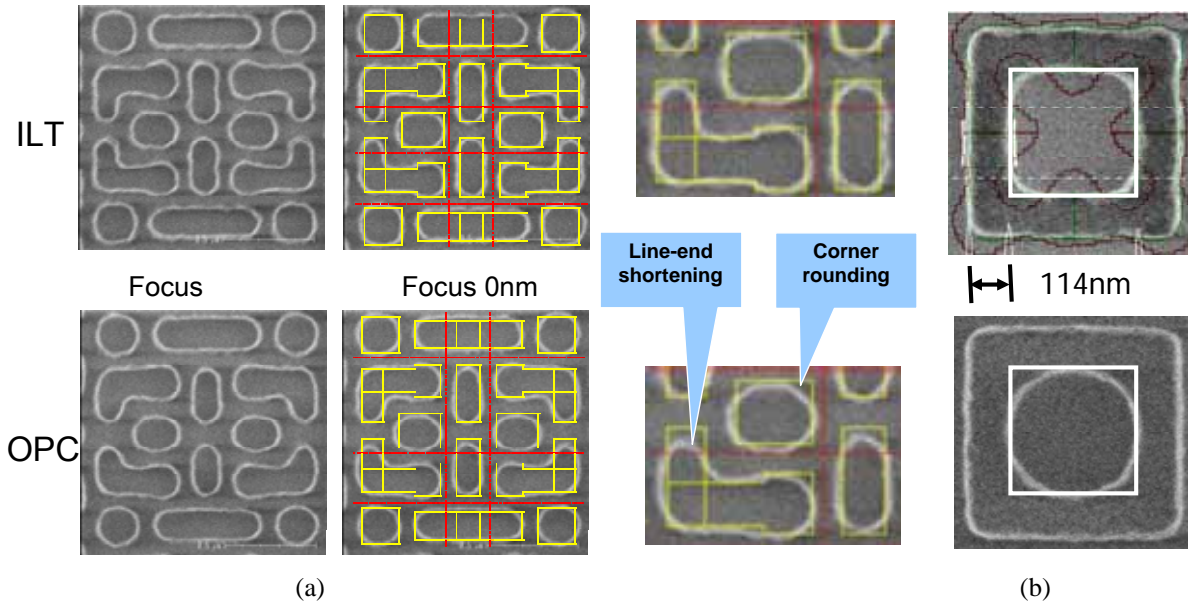 ILT
Focus
Focus 0nm
Line-end
shortening
Corner
rounding
114nm
OPC
(a)
(b)